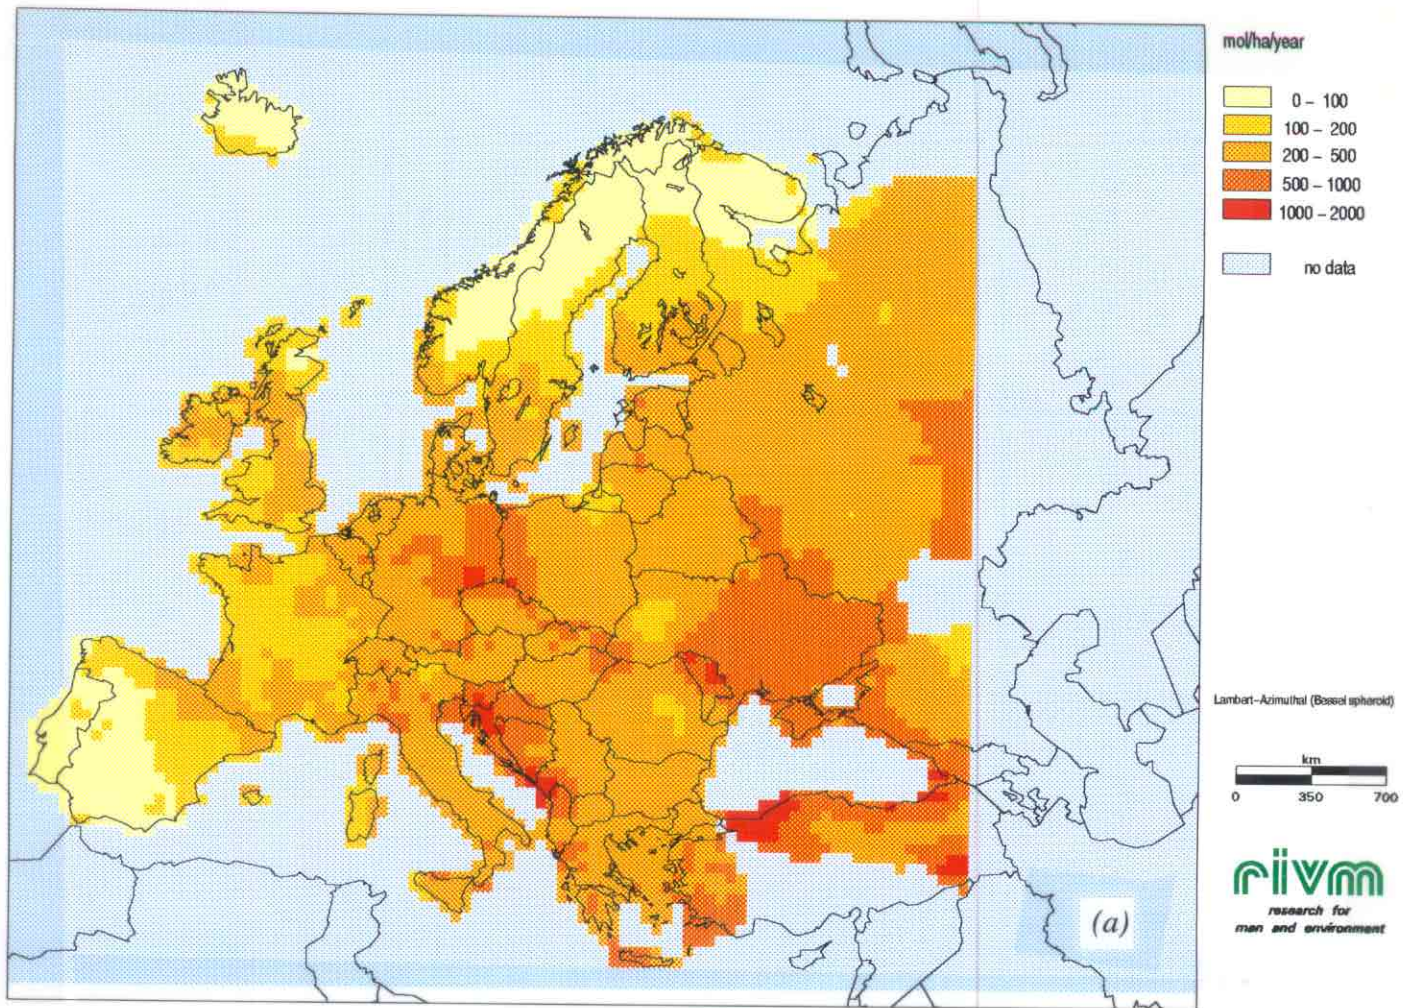 mol/ha/year
0 – 100
100 – 200
200 – 500
500 – 1000
1000 – 2000
no data
Lambert–Azimuthal (Bessel spheroid)
km
0 350 700
rivm
research for
man and environment
(a)